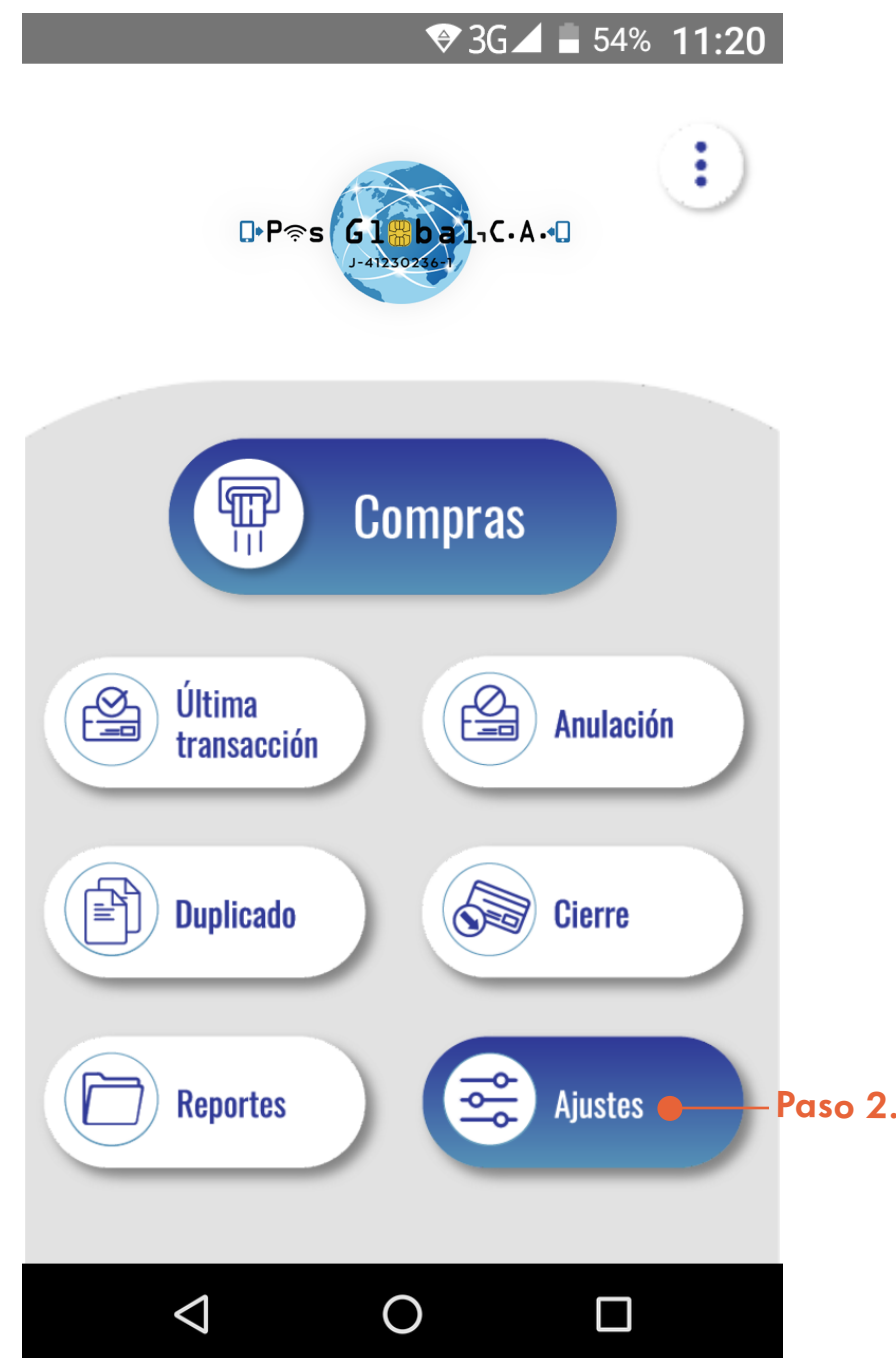 3G 54% 11:20
Pos Global, C.A.
J-41230236-1
Compras
Última
transacción
Anulación
Duplicado
Cierre
Reportes
Ajustes
Paso 2.